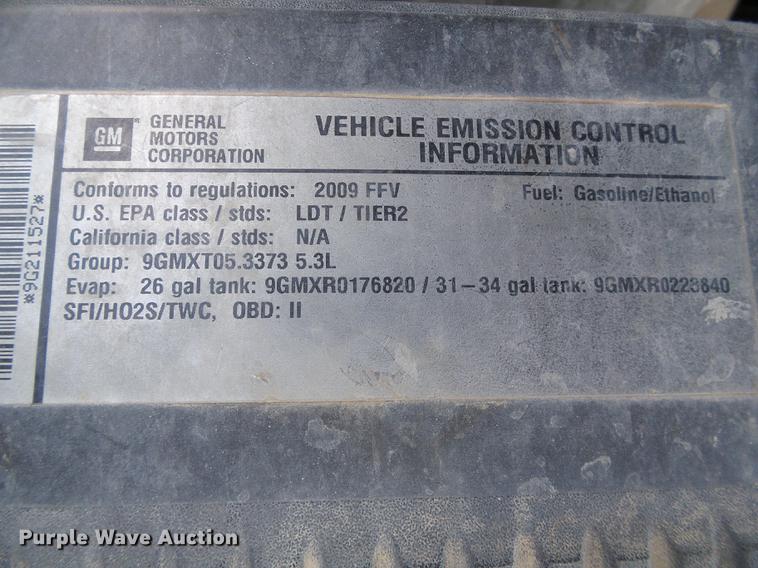 GM
GENERAL
MOTORS
CORPORATION
VEHICLE EMISSION CONTROL
INFORMATION
Conforms to regulations: 2009 FFV Fuel: Gasoline/Ethanol
U.S. EPA class / stds: LDT / TIER2
California class / stds: N/A
Group: 9GMXT05.3373 5.3L
Evap: 26 gal tank: 9GMXR0176820 / 31-34 gal tank: 9GMXR0223840
SFI/HO2S/TWC, OBD: II
*9G211527*
Purple Wave Auction